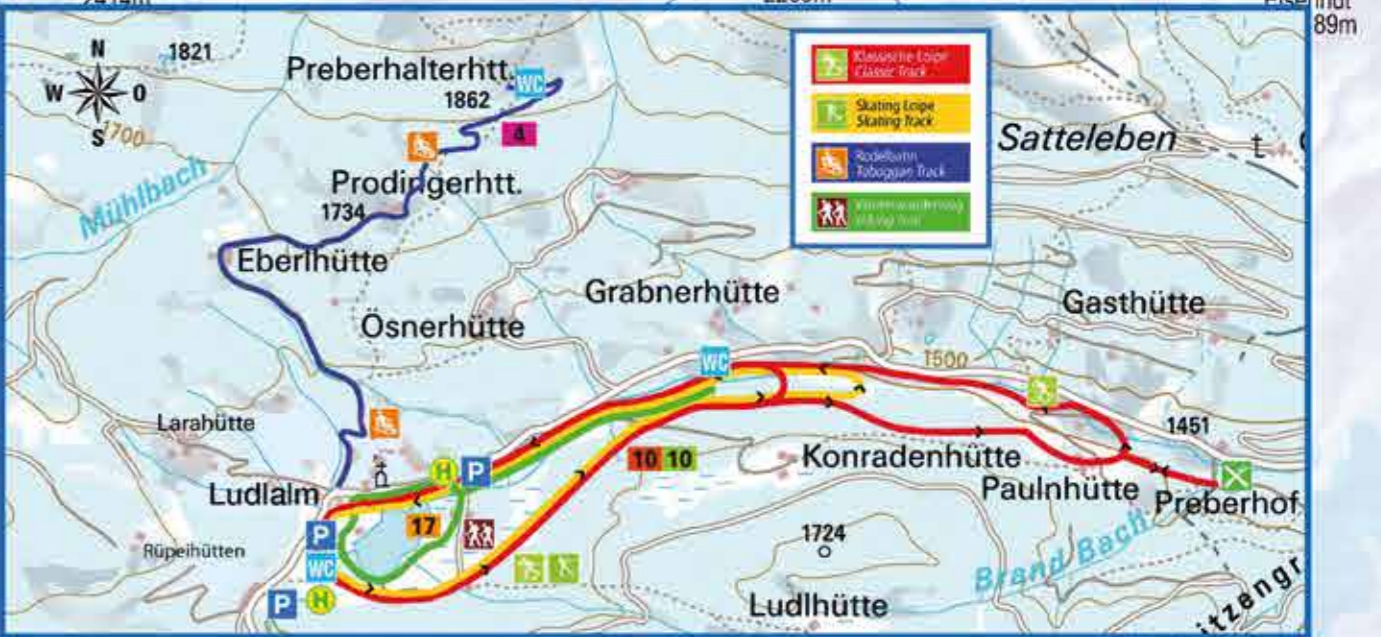 89m
N
W
O
S
1821
1700
Mühlbach
Preberhalterhtt.
WC
1862
4
Prodingerhtt.
1734
Eberlhütte
Ösnerhütte
Klassische Loipe
Classic Track
Skating Loipe
Skating Track
Rodelbahn
Toboggan Track
Satteleben
t
Grabnerhütte
Gasthütte
WC
1500
Larahütte
1451
H
P
10 10
Konradenhütte
Ludlalm
Paulnhütte
Preberhof
17
P
Rüpeihütten
1724
WC
Brand Bach
P
H
Ludlhütte
itzengr